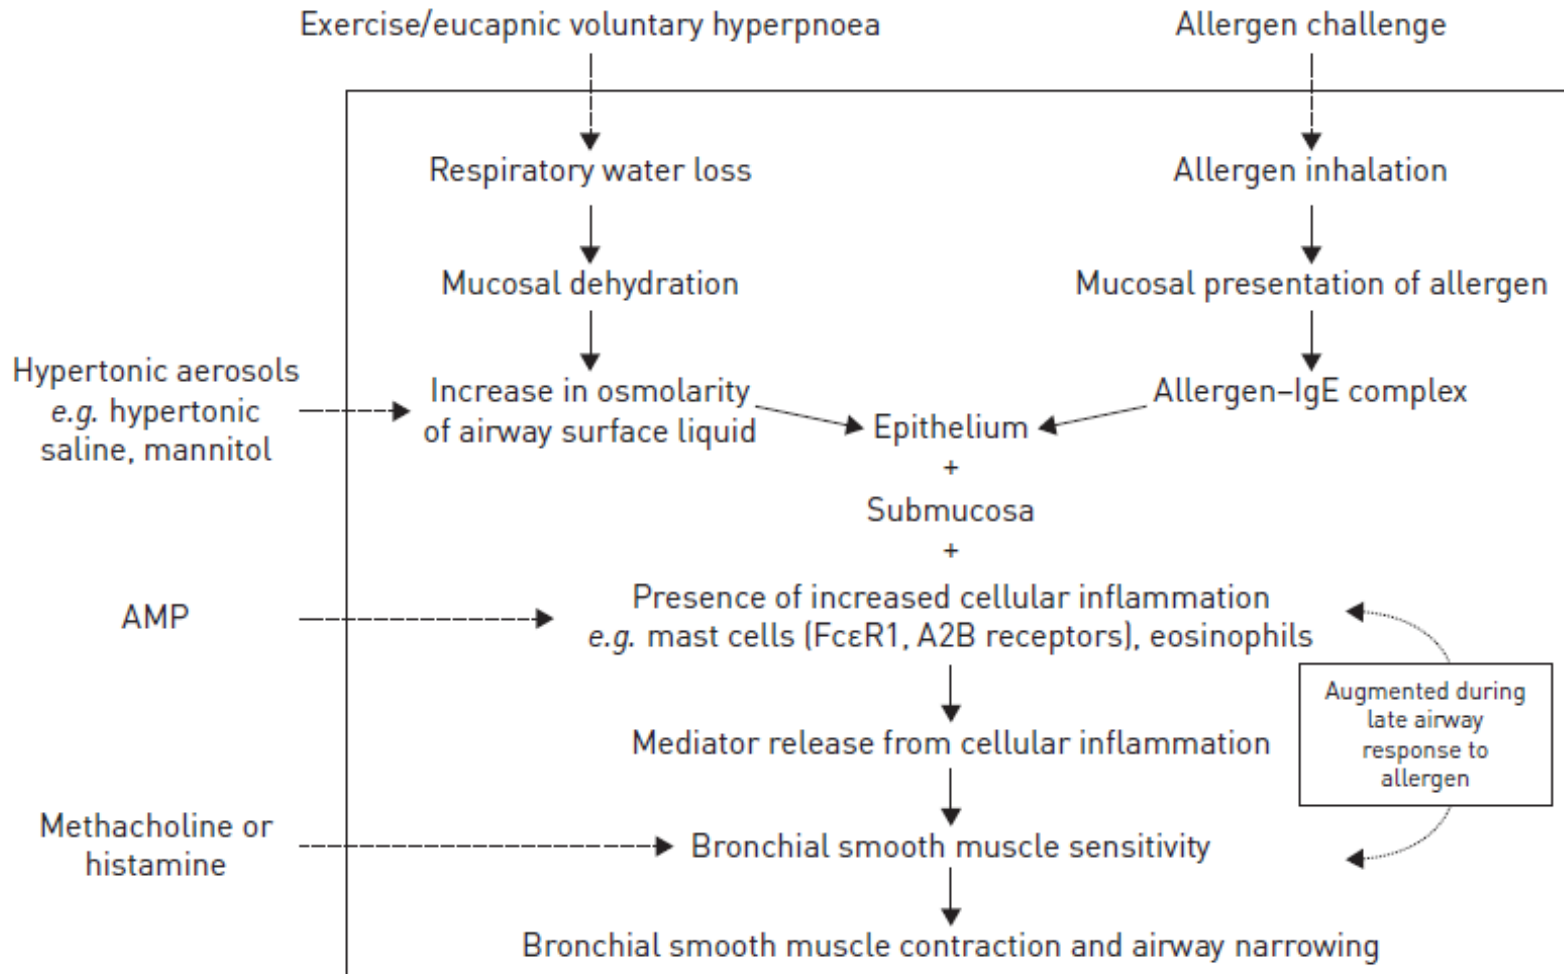 Exercise/eucapnic voluntary hyperpnoea
Allergen challenge
Respiratory water loss
Allergen inhalation
Mucosal dehydration
Mucosal presentation of allergen
Hypertonic aerosols
e.g. hypertonic
saline, mannitol
Increase in osmolarity
of airway surface liquid
Allergen–IgE complex
Epithelium
+
Submucosa
+
AMP
Presence of increased cellular inflammation
e.g. mast cells (FcεR1, A2B receptors), eosinophils
Augmented during
late airway
response to
allergen
Mediator release from cellular inflammation
Methacholine or
histamine
Bronchial smooth muscle sensitivity
Bronchial smooth muscle contraction and airway narrowing